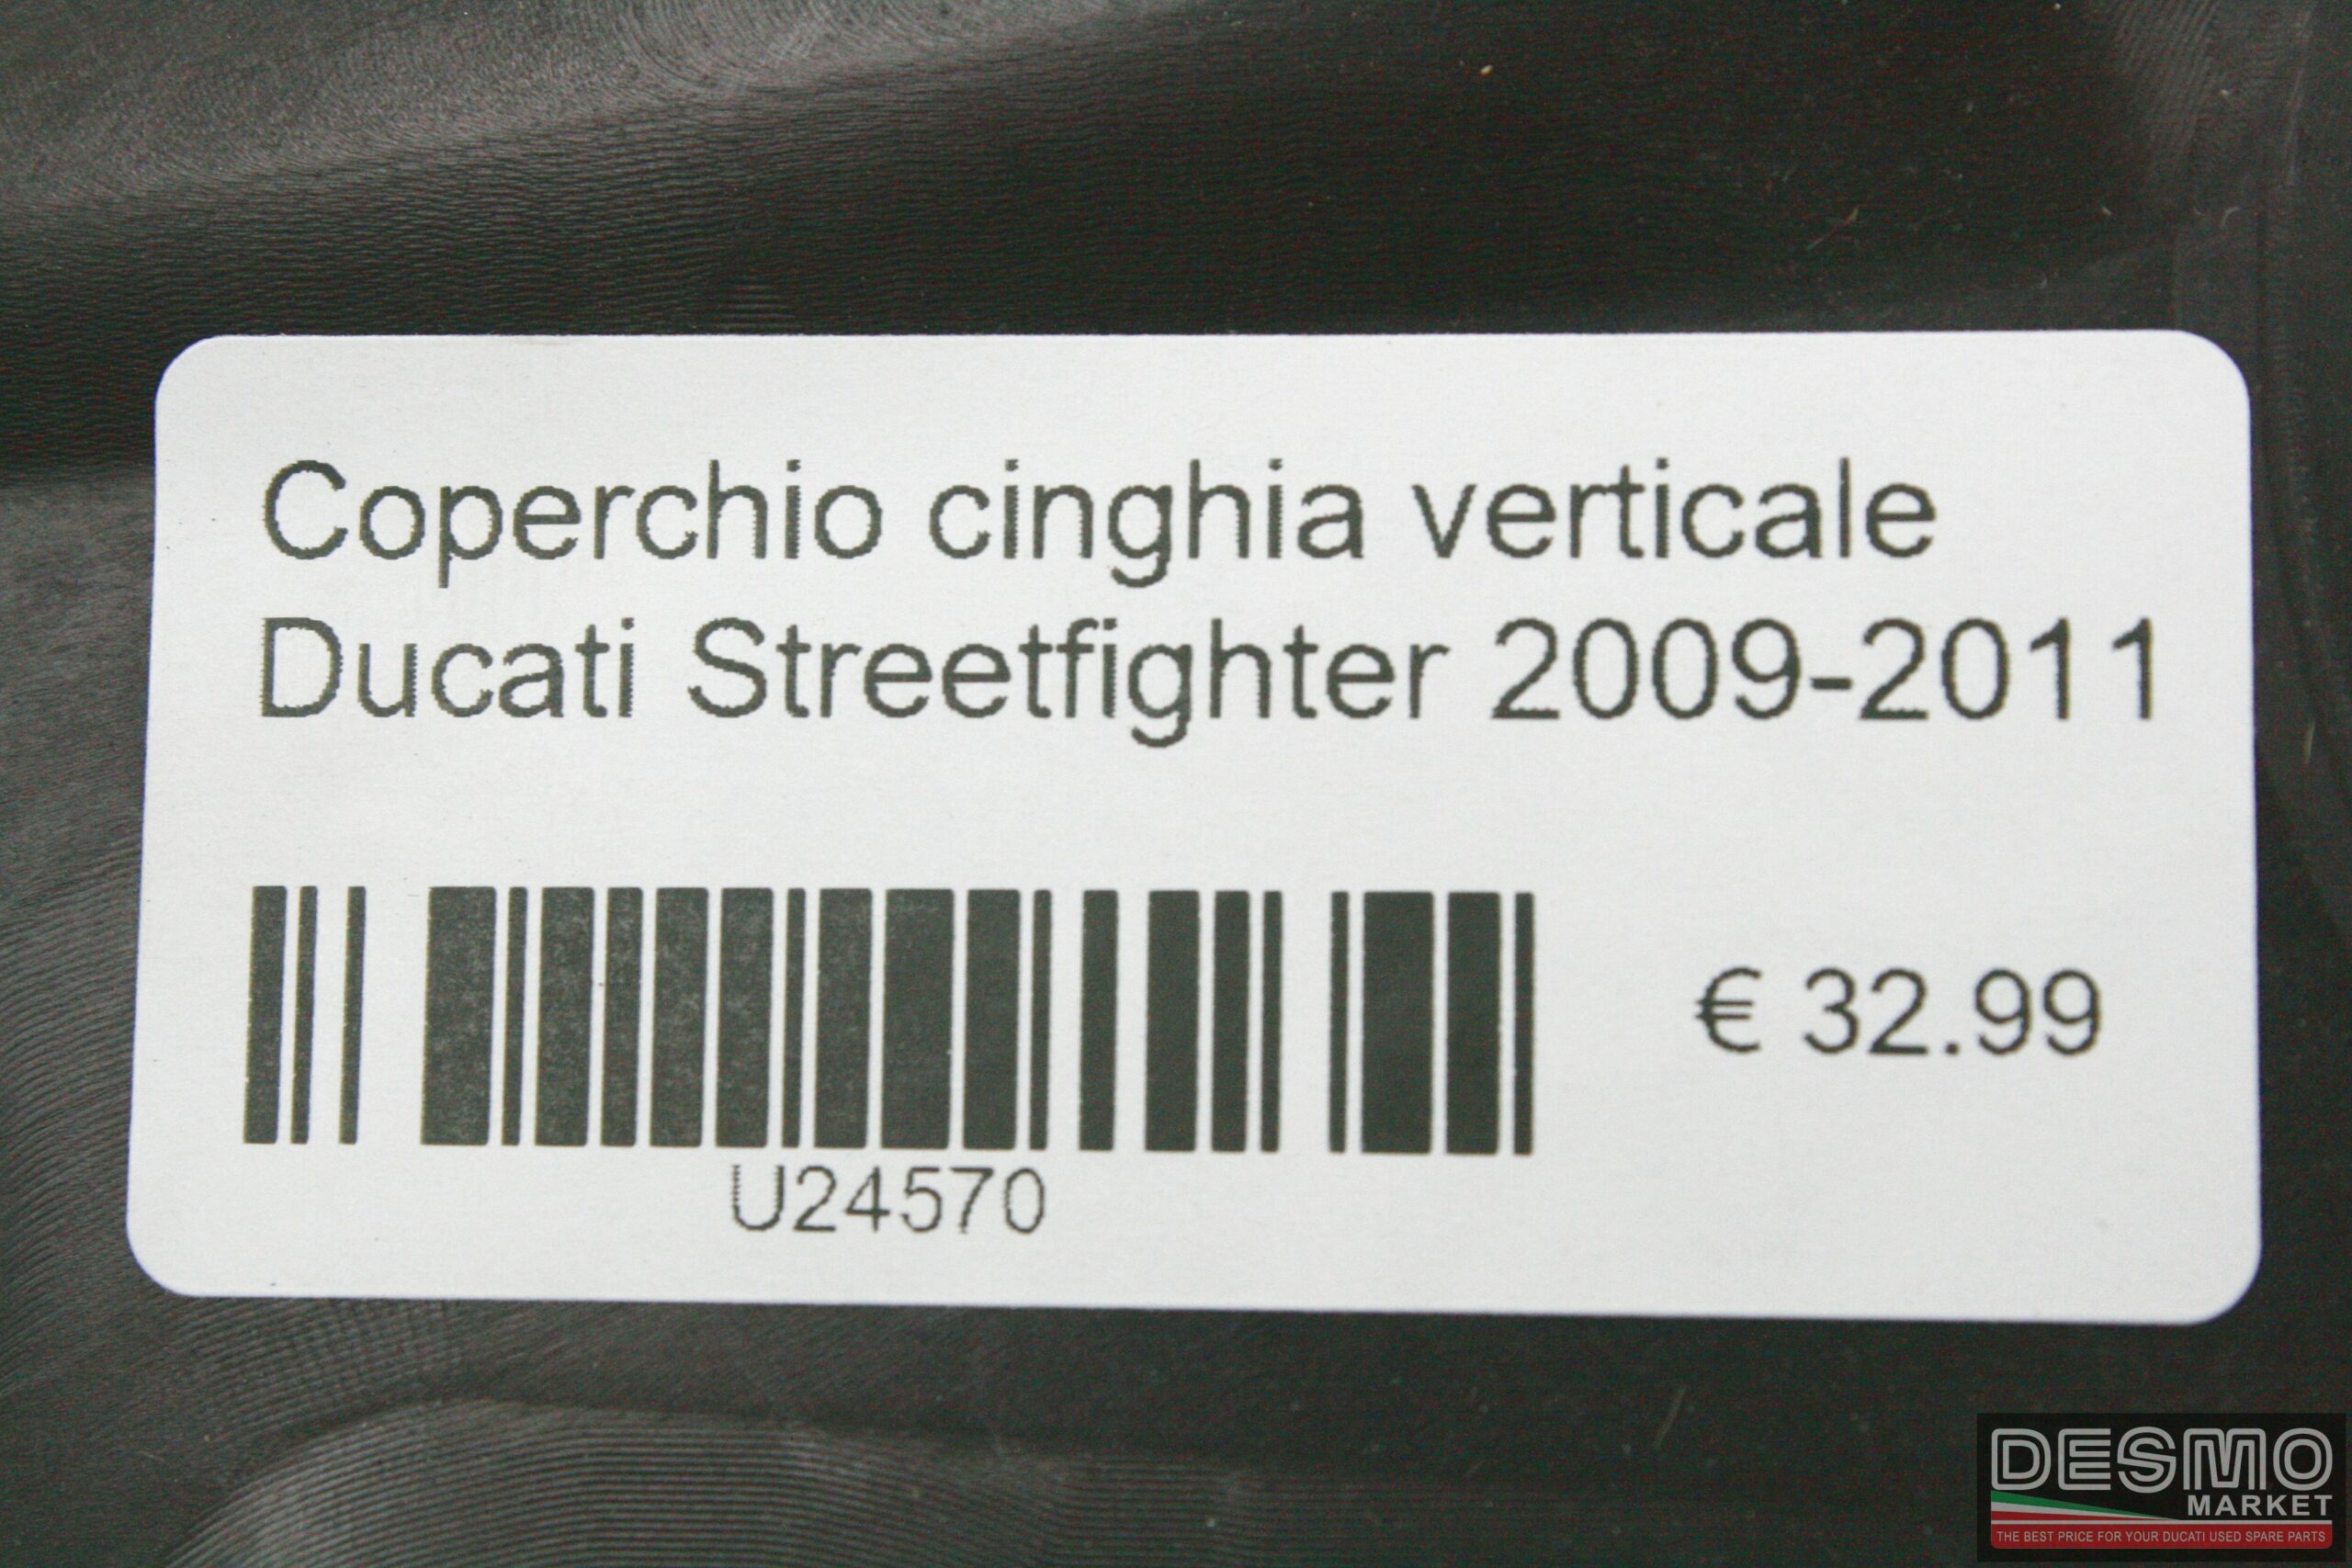 Coperchio cinghia verticale
Ducati Streetfighter 2009-2011
€ 32.99
U24570
DESMO
MARKET
THE BEST PRICE FOR YOUR DUCATI USED SPARE PARTS